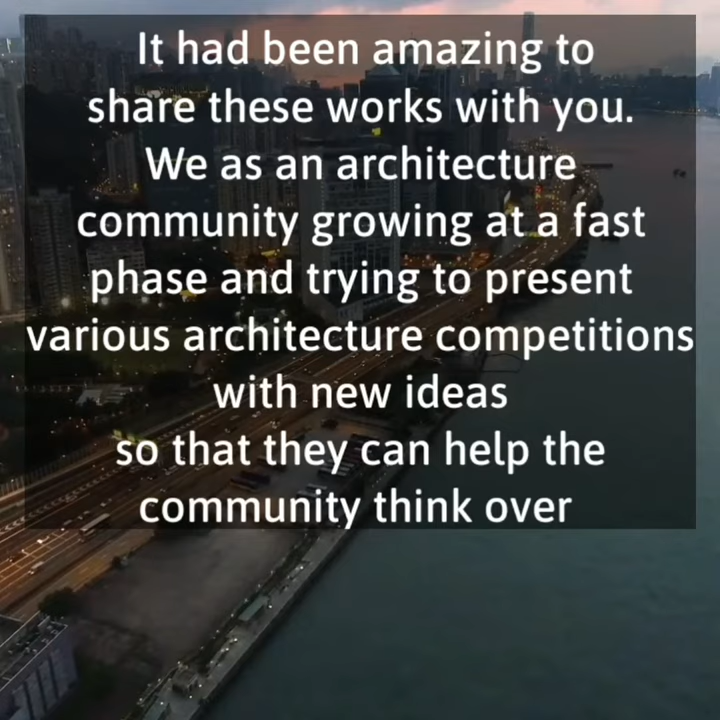 It had been amazing to
share these works with you.
We as an architecture
community growing at a fast
phase and trying to present
various architecture competitions
with new ideas
so that they can help the
community think over